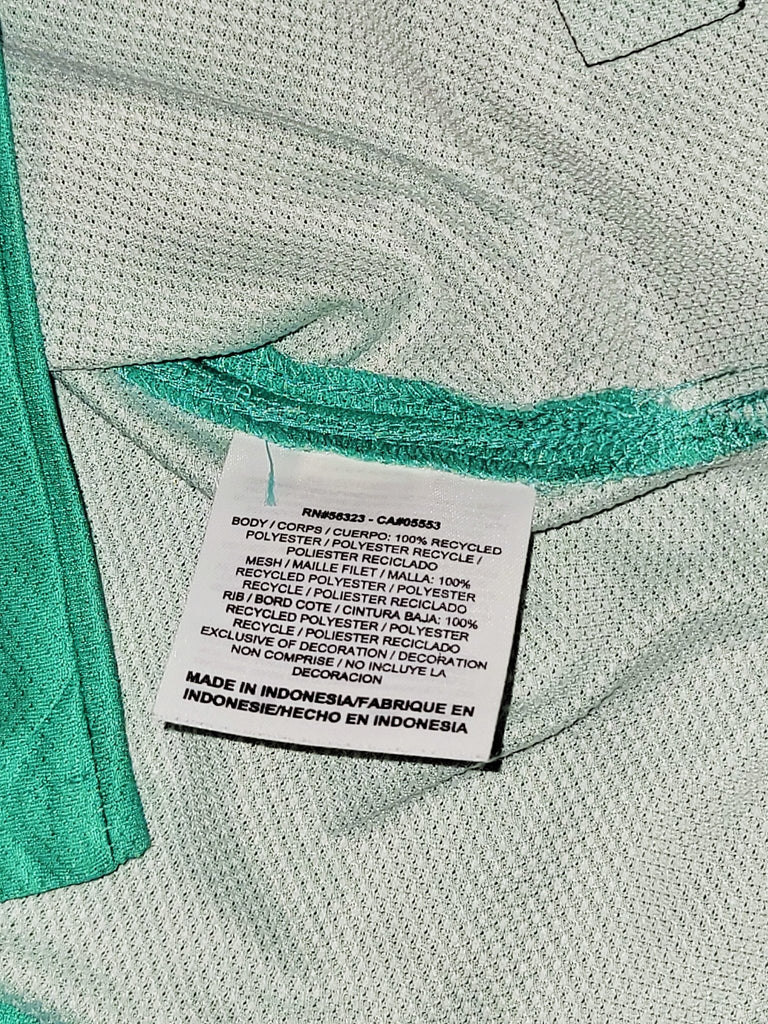 RN#56323 - CA#05553
BODY / CORPS / CUERPO: 100% RECYCLED
POLYESTER / POLYESTER RECYCLE /
POLIESTER RECICLADO
MESH / MAILLE FILET / MALLA: 100%
RECYCLED POLYESTER / POLYESTER
RECYCLE / POLIESTER RECICLADO
RIB / BORD COTE / CINTURA BAJA: 100%
RECYCLED POLYESTER / POLYESTER
RECYCLE / POLIESTER RECICLADO
EXCLUSIVE OF DECORATION / DECORATION
NON COMPRISE / NO INCLUYE LA
DECORACION
MADE IN INDONESIA/FABRIQUE EN
INDONESIE/HECHO EN INDONESIA